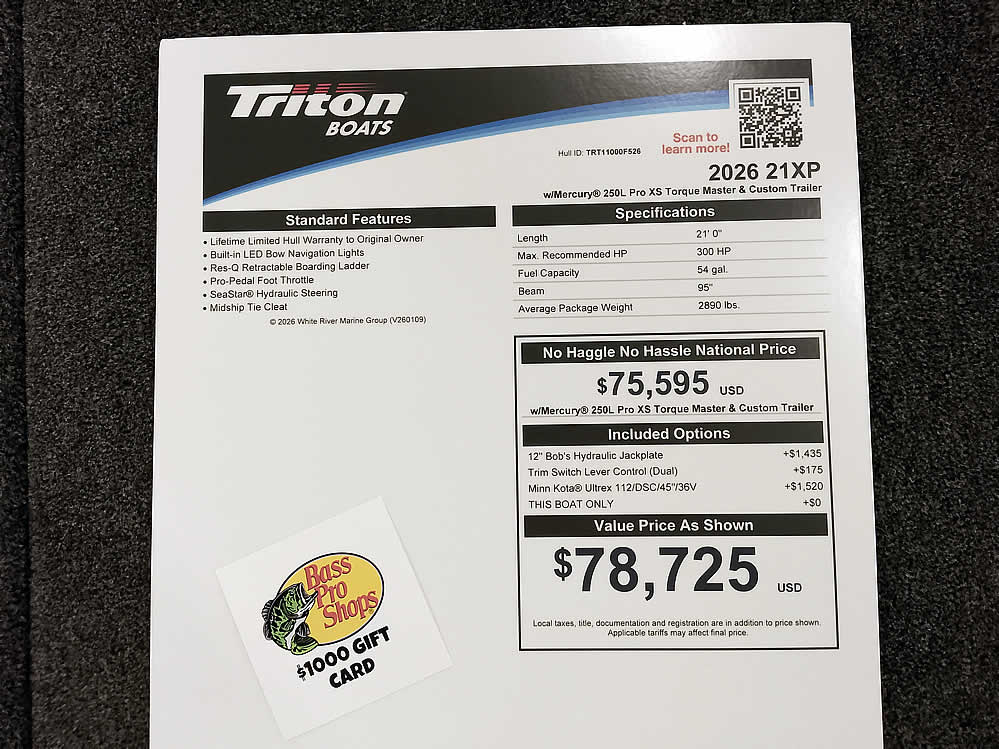 Triton
BOATS
Scan to
learn more!
Hull ID: TRT11000F526
2026 21XP
w/Mercury® 250L Pro XS Torque Master & Custom Trailer
Standard Features
• Lifetime Limited Hull Warranty to Original Owner
• Built-in LED Bow Navigation Lights
• Res-Q Retractable Boarding Ladder
• Pro-Pedal Foot Throttle
• SeaStar® Hydraulic Steering
• Midship Tie Cleat
© 2026 White River Marine Group (V260109)
Specifications
Length 21' 0"
Max. Recommended HP 300 HP
Fuel Capacity 54 gal.
Beam 95"
Average Package Weight 2890 lbs.
No Haggle No Hassle National Price
$75,595 USD
w/Mercury® 250L Pro XS Torque Master & Custom Trailer
Included Options
12" Bob's Hydraulic Jackplate +$1,435
Trim Switch Lever Control (Dual) +$175
Minn Kota® Ultrex 112/DSC/45"/36V +$1,520
THIS BOAT ONLY +$0
Value Price As Shown
$78,725 USD
Local taxes, title, documentation and registration are in addition to price shown.
Applicable tariffs may affect final price.
Bass
Pro
Shops
$1000 GIFT
CARD